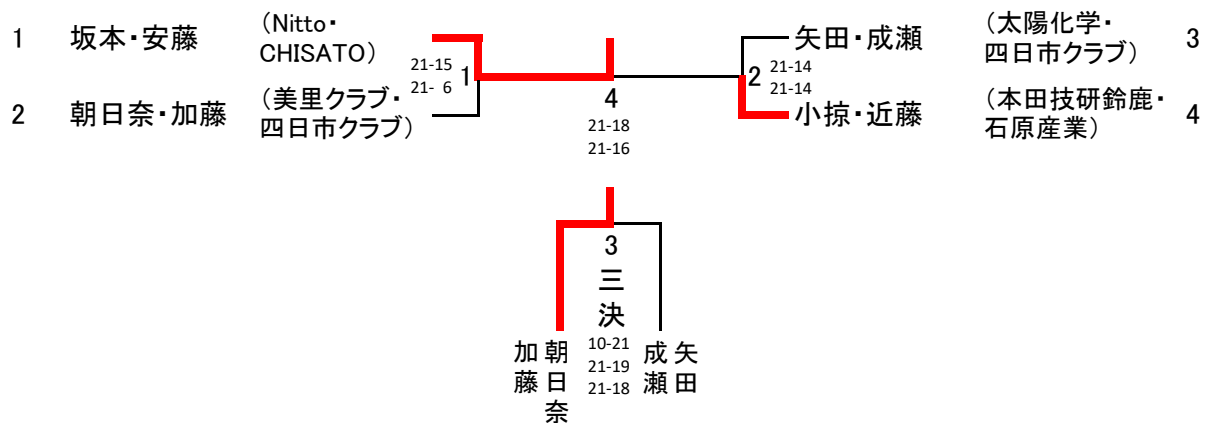 1 坂本・安藤 （Nitto・
CHISATO）
21-15
21- 6
1
2 朝日奈・加藤 （美里クラブ・
四日市クラブ）
4
21-18
21-16
矢田・成瀬 （太陽化学・
四日市クラブ） 3
2
21-14
21-14
小掠・近藤 （本田技研鈴鹿・
石原産業） 4
3
三
決
10-21
21-19
21-18
朝日奈
加藤
矢田
成瀬